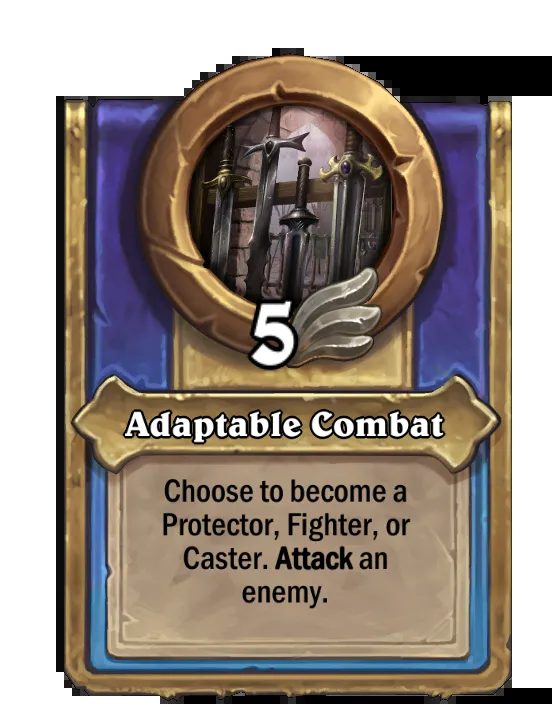 5
Adaptable Combat
Choose to become a
Protector, Fighter, or
Caster. Attack an
enemy.